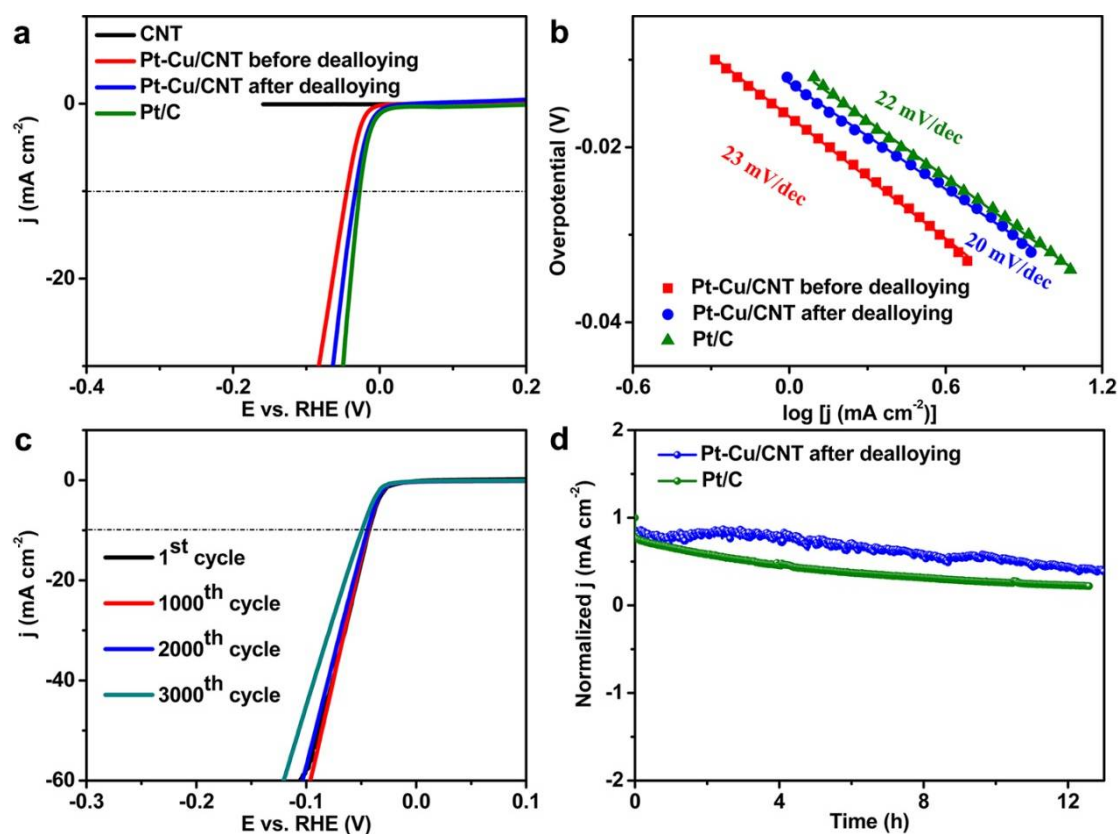 a
CNT
Pt-Cu/CNT before dealloying
Pt-Cu/CNT after dealloying
Pt/C
0
-20
j (mA cm-2)
-0.4
-0.2
0.0
0.2
E vs. RHE (V)
b
22 mV/dec
23 mV/dec
20 mV/dec
Pt-Cu/CNT before dealloying
Pt-Cu/CNT after dealloying
Pt/C
-0.02
-0.04
Overpotential (V)
-0.6
0.0
0.6
1.2
log [j (mA cm-2)]
c
1st cycle
1000th cycle
2000th cycle
3000th cycle
0
-20
-40
-60
j (mA cm-2)
-0.3
-0.2
-0.1
0.0
0.1
E vs. RHE (V)
d
Pt-Cu/CNT after dealloying
Pt/C
2
1
0
-1
-2
Normalized j (mA cm-2)
0
4
8
12
Time (h)